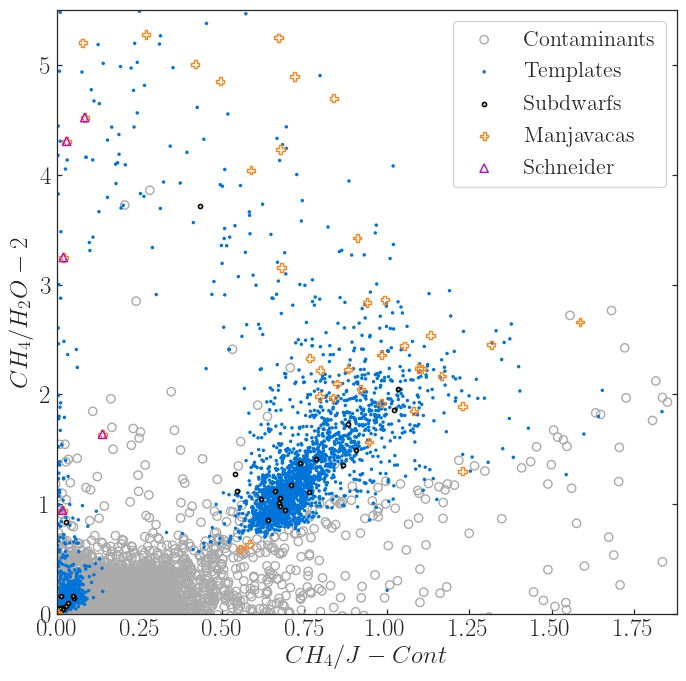 Contaminants
Templates
Subdwarfs
Manjavacas
Schneider
CH₄/H₂O − 2
5
4
3
2
1
0
0.00 0.25 0.50 0.75 1.00 1.25 1.50 1.75
CH₄/J − Cont